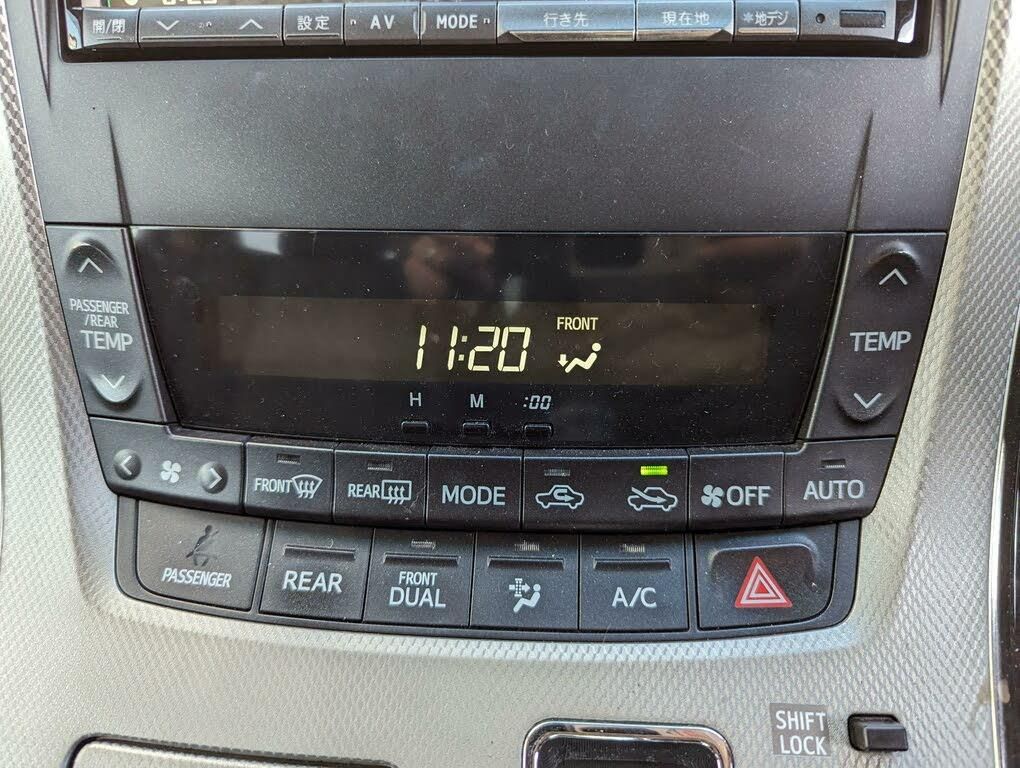 開/閉 設定 AV MODE 行き先 現在地 *地デジ
PASSENGER
/REAR
TEMP
11:20
FRONT
TEMP
H M :00
FRONT REAR MODE OFF AUTO
PASSENGER
REAR
FRONT
DUAL
A/C
SHIFT
LOCK